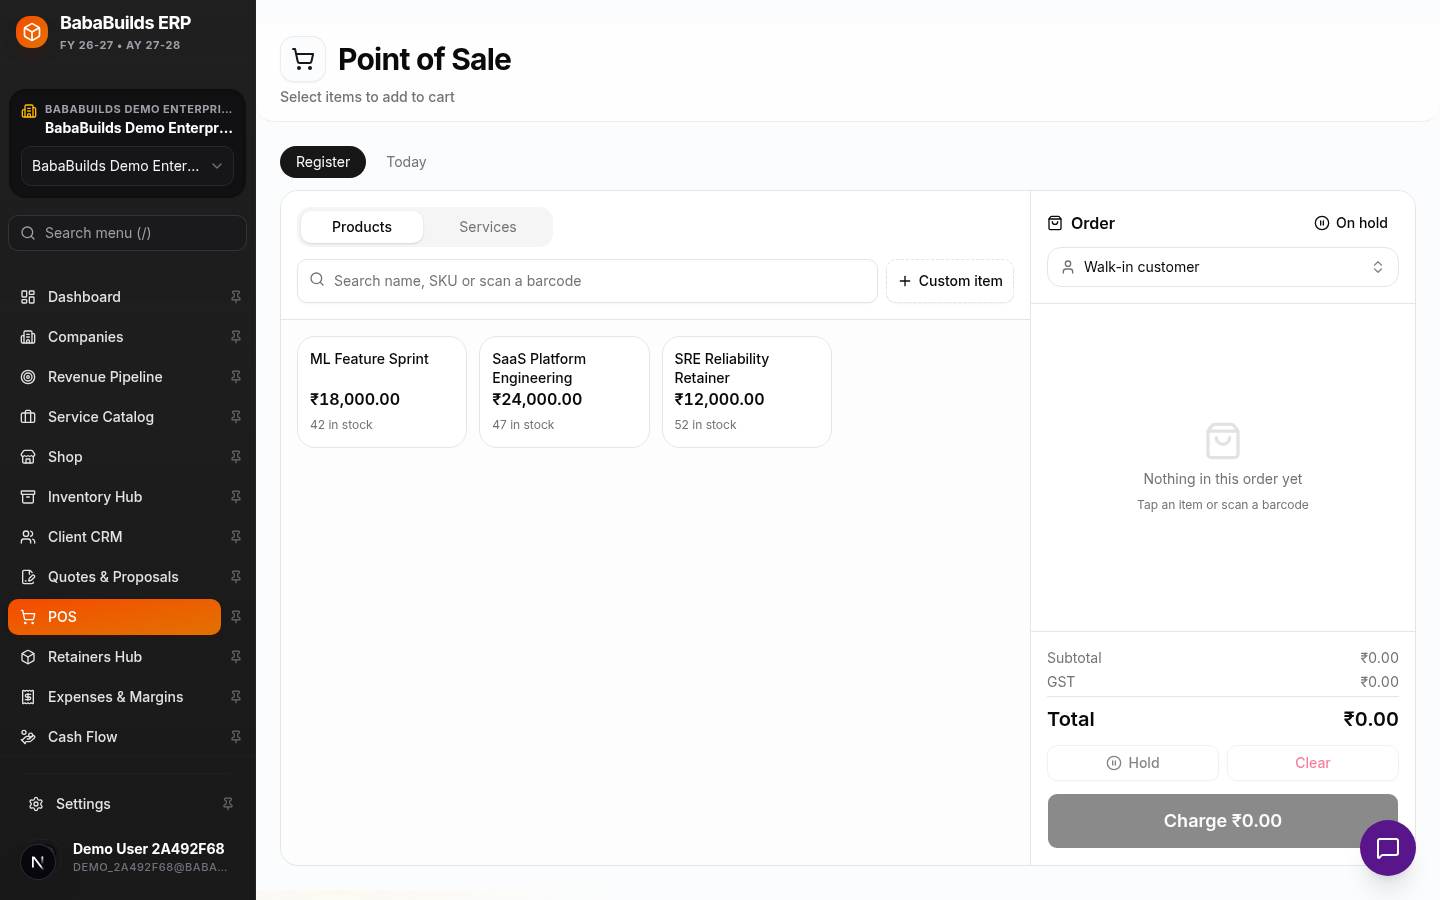 BabaBuilds ERP
FY 26-27 • AY 27-28
BABABUILDS DEMO ENTERPRI...
BabaBuilds Demo Enterpr...
BabaBuilds Demo Enter...
Search menu (/)
Dashboard
Companies
Revenue Pipeline
Service Catalog
Shop
Inventory Hub
Client CRM
Quotes & Proposals
POS
Retainers Hub
Expenses & Margins
Cash Flow
Settings
N
Demo User 2A492F68
DEMO_2A492F68@BABA...
Point of Sale
Select items to add to cart
Register
Today
Products
Services
Search name, SKU or scan a barcode
Custom item
ML Feature Sprint
₹18,000.00
42 in stock
SaaS Platform
Engineering
₹24,000.00
47 in stock
SRE Reliability
Retainer
₹12,000.00
52 in stock
Order
On hold
Walk-in customer
Nothing in this order yet
Tap an item or scan a barcode
Subtotal ₹0.00
GST ₹0.00
Total ₹0.00
Hold
Clear
Charge ₹0.00